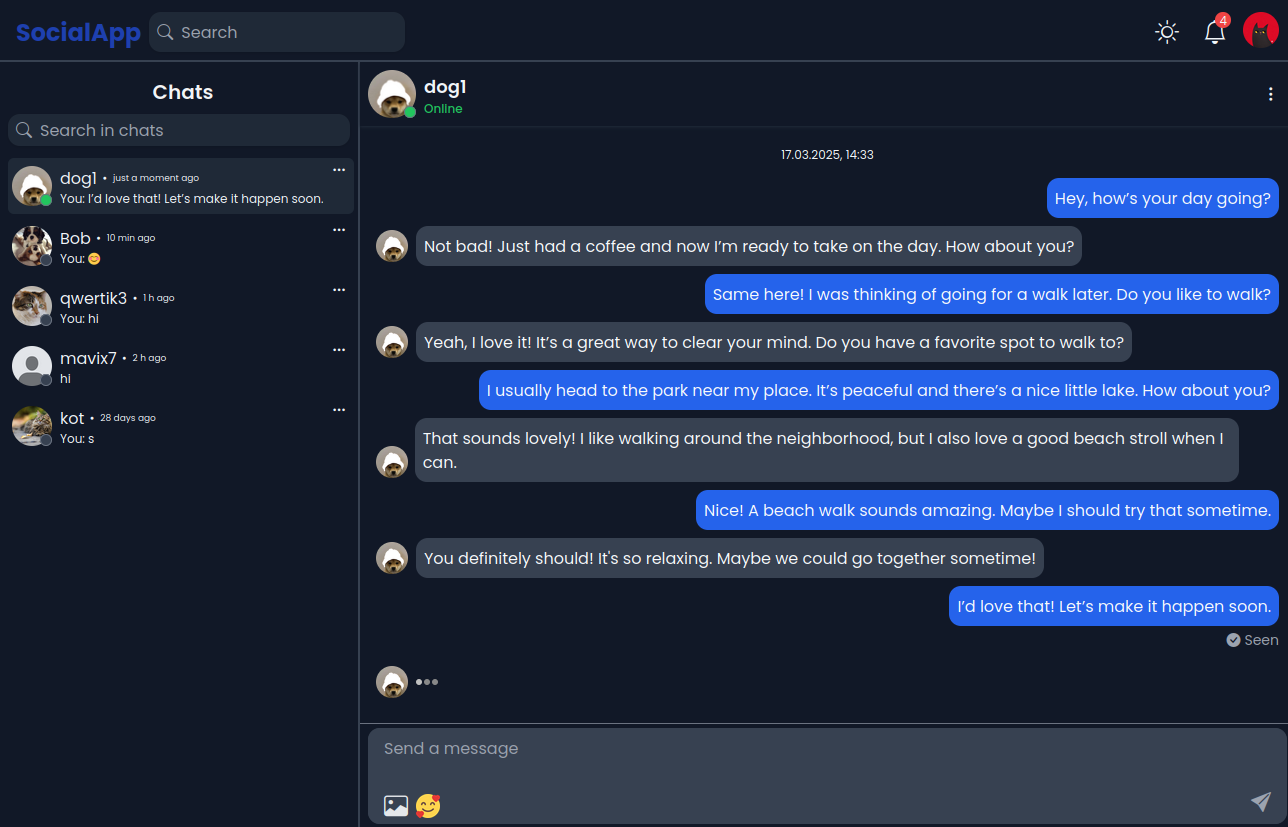 SocialApp
Search
4
Chats
Search in chats
dog1 • just a moment ago
You: I’d love that! Let’s make it happen soon.
Bob • 10 min ago
You: 😊
qwertik3 • 1 h ago
You: hi
mavix7 • 2 h ago
hi
kot • 28 days ago
You: s
dog1
Online
17.03.2025, 14:33
Hey, how’s your day going?
Not bad! Just had a coffee and now I’m ready to take on the day. How about you?
Same here! I was thinking of going for a walk later. Do you like to walk?
Yeah, I love it! It’s a great way to clear your mind. Do you have a favorite spot to walk to?
I usually head to the park near my place. It’s peaceful and there’s a nice little lake. How about you?
That sounds lovely! I like walking around the neighborhood, but I also love a good beach stroll when I
can.
Nice! A beach walk sounds amazing. Maybe I should try that sometime.
You definitely should! It's so relaxing. Maybe we could go together sometime!
I’d love that! Let’s make it happen soon.
Seen
Send a message